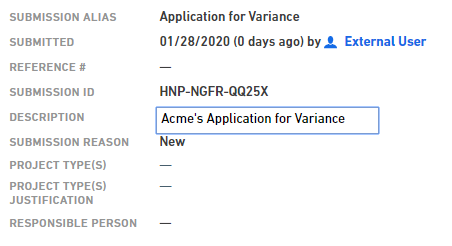 SUBMISSION ALIAS Application for Variance
SUBMITTED 01/28/2020 (0 days ago) by External User
REFERENCE # —
SUBMISSION ID HNP-NGFR-QQ25X
DESCRIPTION Acme's Application for Variance
SUBMISSION REASON New
PROJECT TYPE(S) —
PROJECT TYPE(S) —
JUSTIFICATION
RESPONSIBLE PERSON —